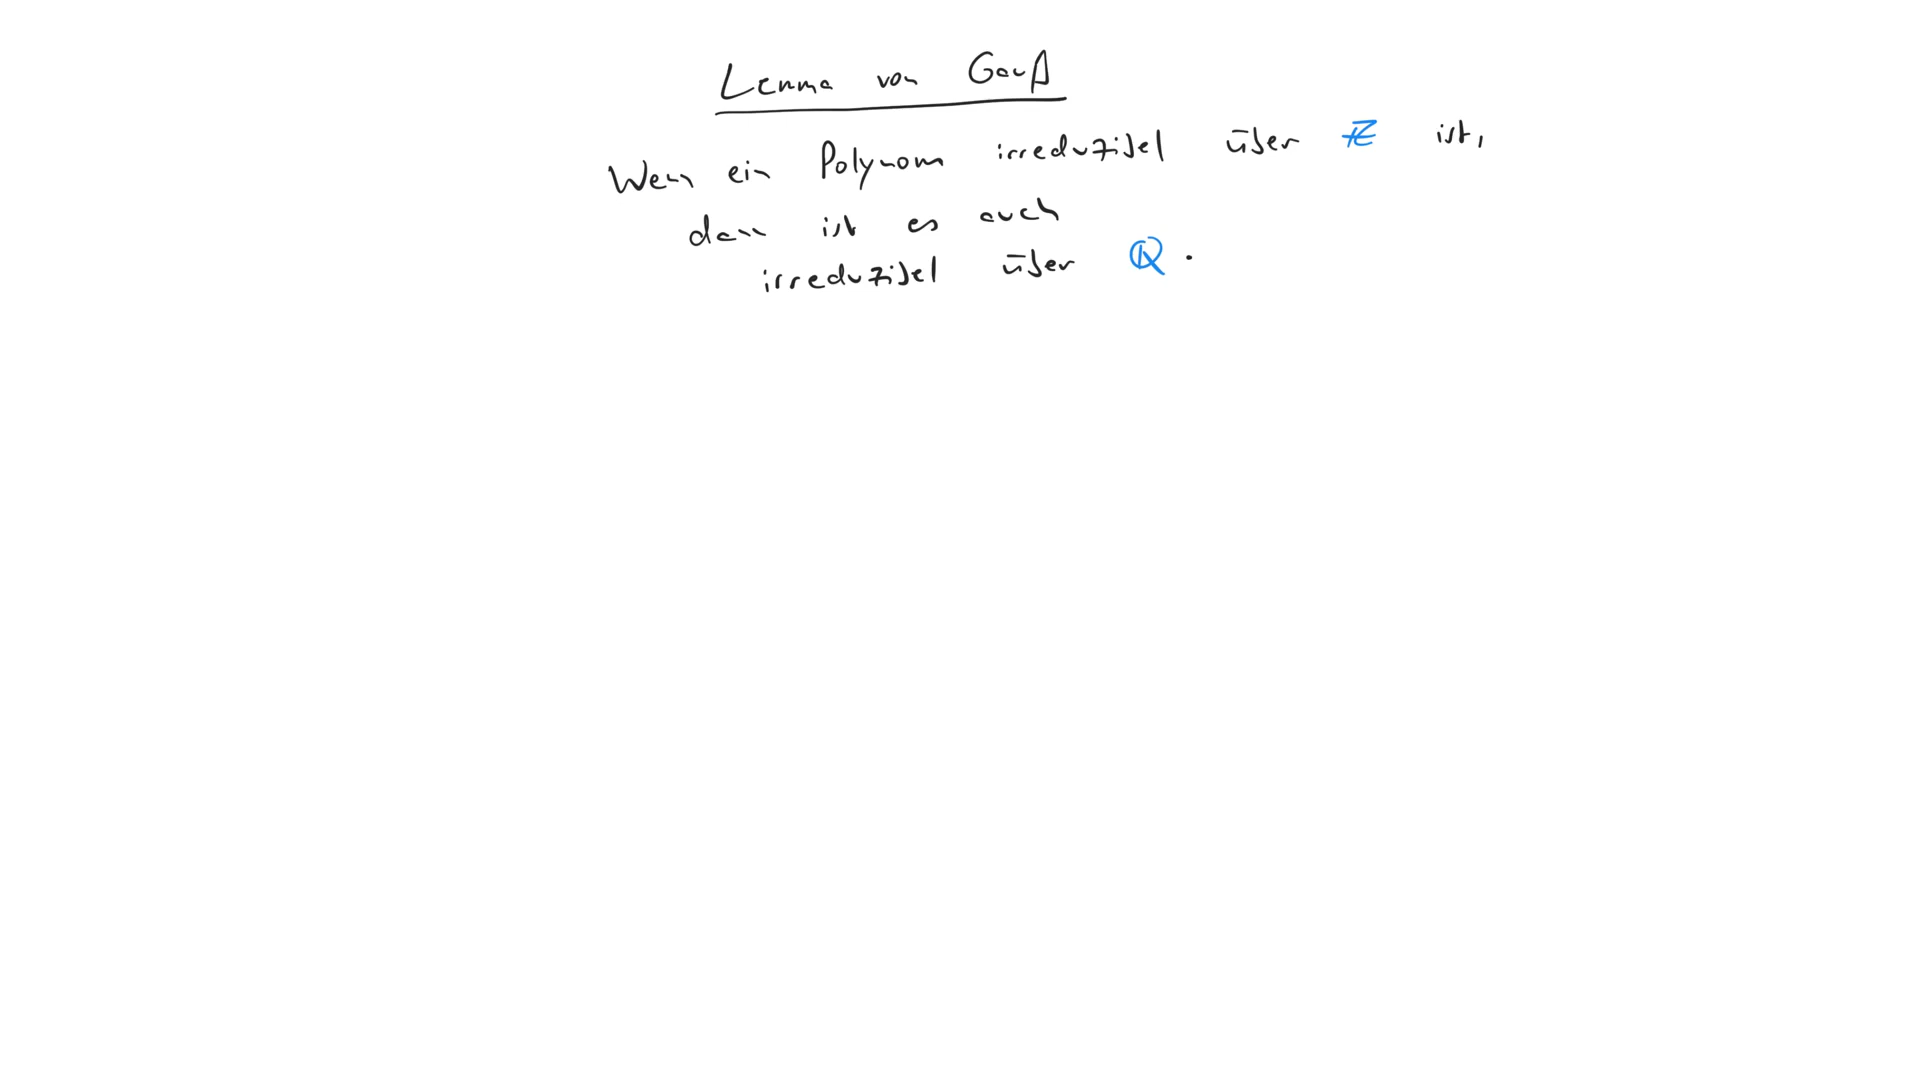 Lemma von Gauß
Wenn ein Polynom irreduzibel über ℤ ist,
dann ist es auch
irreduzibel über ℚ.